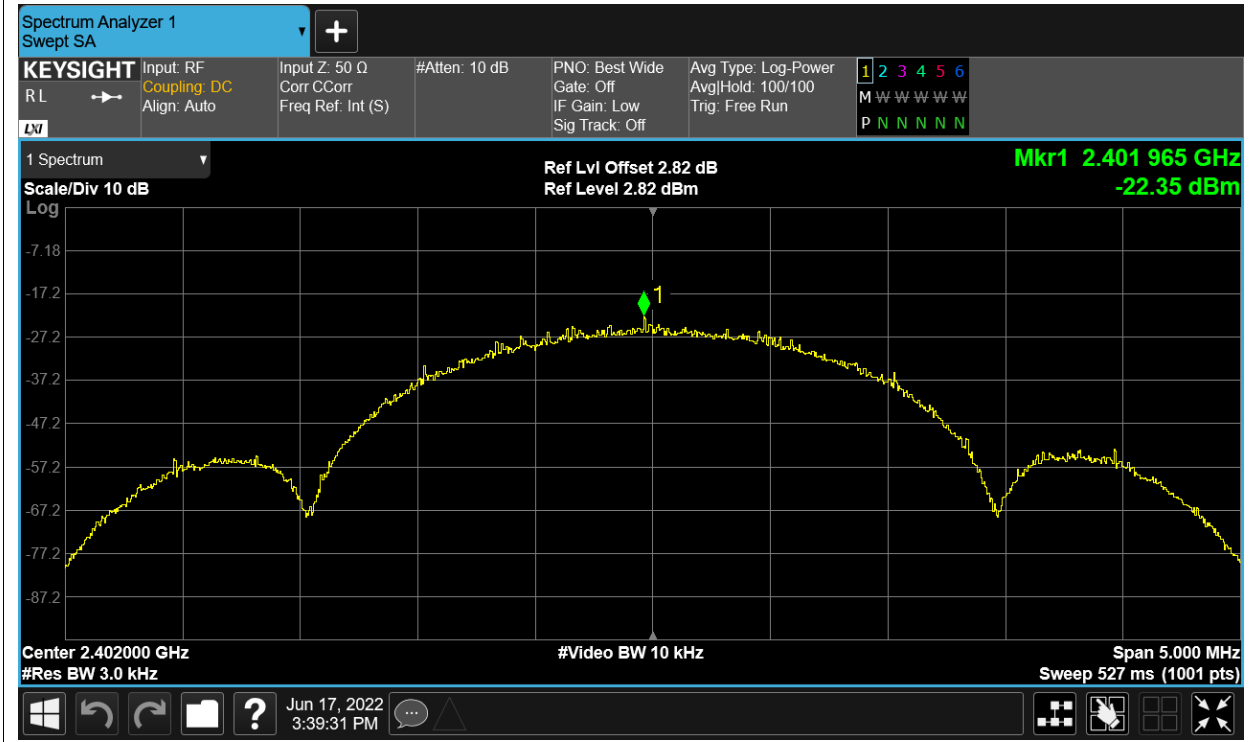 Spectrum Analyzer 1
Swept SA
KEYSIGHT
RL
LXI
Input: RF
Coupling: DC
Align: Auto
Input Z: 50 Ω
Corr CCorr
Freq Ref: Int (S)
#Atten: 10 dB
PNO: Best Wide
Gate: Off
IF Gain: Low
Sig Track: Off
Avg Type: Log-Power
Avg|Hold: 100/100
Trig: Free Run
1 2 3 4 5 6
M W W W W W
P N N N N N
1 Spectrum
Scale/Div 10 dB
Log
Ref Lvl Offset 2.82 dB
Ref Level 2.82 dBm
Mkr1 2.401 965 GHz
-22.35 dBm
-7.18
-17.2
1
-27.2
-37.2
-47.2
-57.2
-67.2
-77.2
-87.2
Center 2.402000 GHz
#Video BW 10 kHz
Span 5.000 MHz
#Res BW 3.0 kHz
Sweep 527 ms (1001 pts)
?
Jun 17, 2022
3:39:31 PM